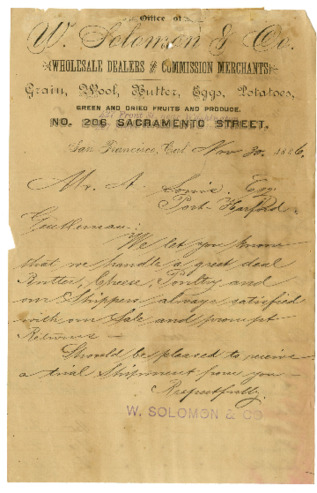 Office of
W. Solomon & Co.
WHOLESALE DEALERS AND COMMISSION MERCHANTS
Grain, Wool, Butter, Eggs, Potatoes,
GREEN AND DRIED FRUITS AND PRODUCE,
NO. 206 SACRAMENTO STREET.
San Francisco, Cal Nov 30, 1886.
Mr. A. Esq
Port Harford
Gentleman:
We let you know
that we handle a great deal
Butter, Cheese, Poultry and
our Shippers always satisfied
with our Sale and prompt
Returns —
Should be pleased to receive
a trial Shipment from you —
Respectfully
W. SOLOMON & CO